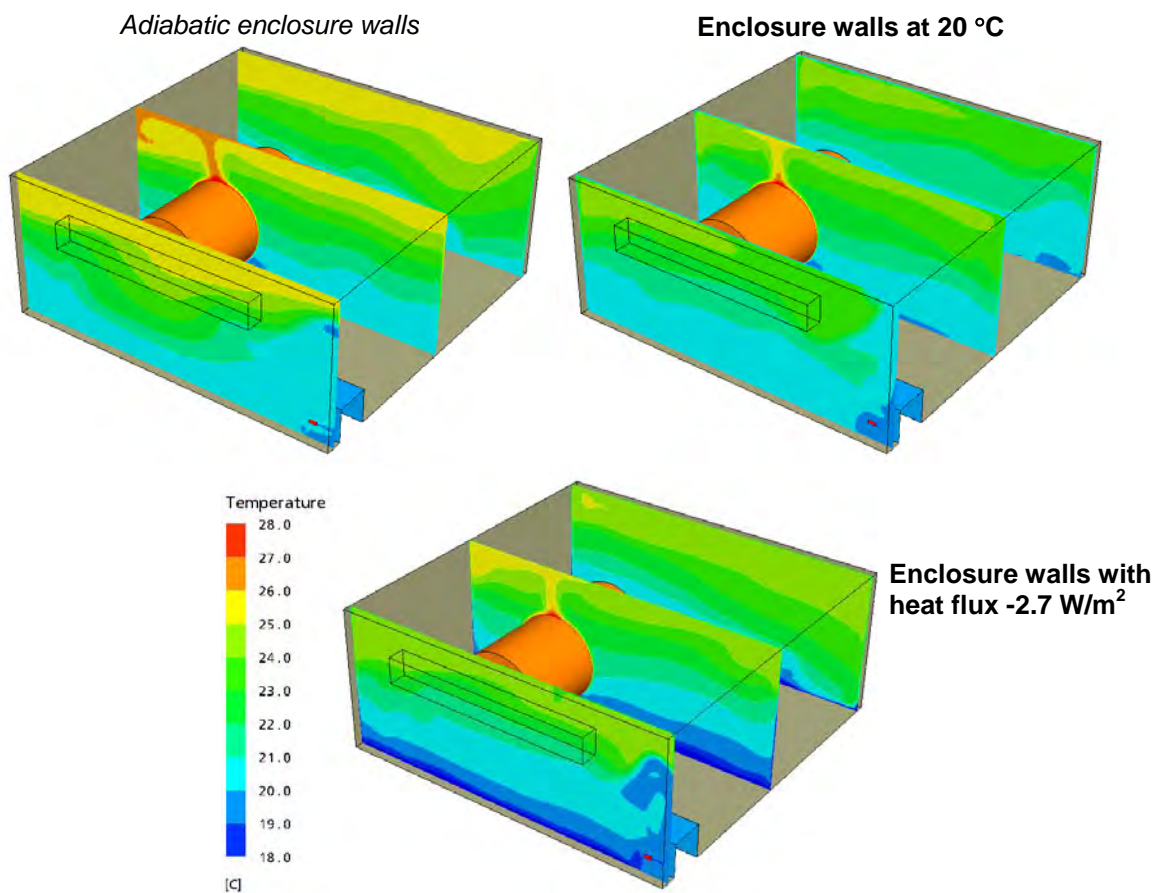 Adiabatic enclosure walls
Enclosure walls at 20 °C
Temperature
28.0
27.0
26.0
25.0
24.0
23.0
22.0
21.0
20.0
19.0
18.0
[C]
Enclosure walls with
heat flux -2.7 W/m²